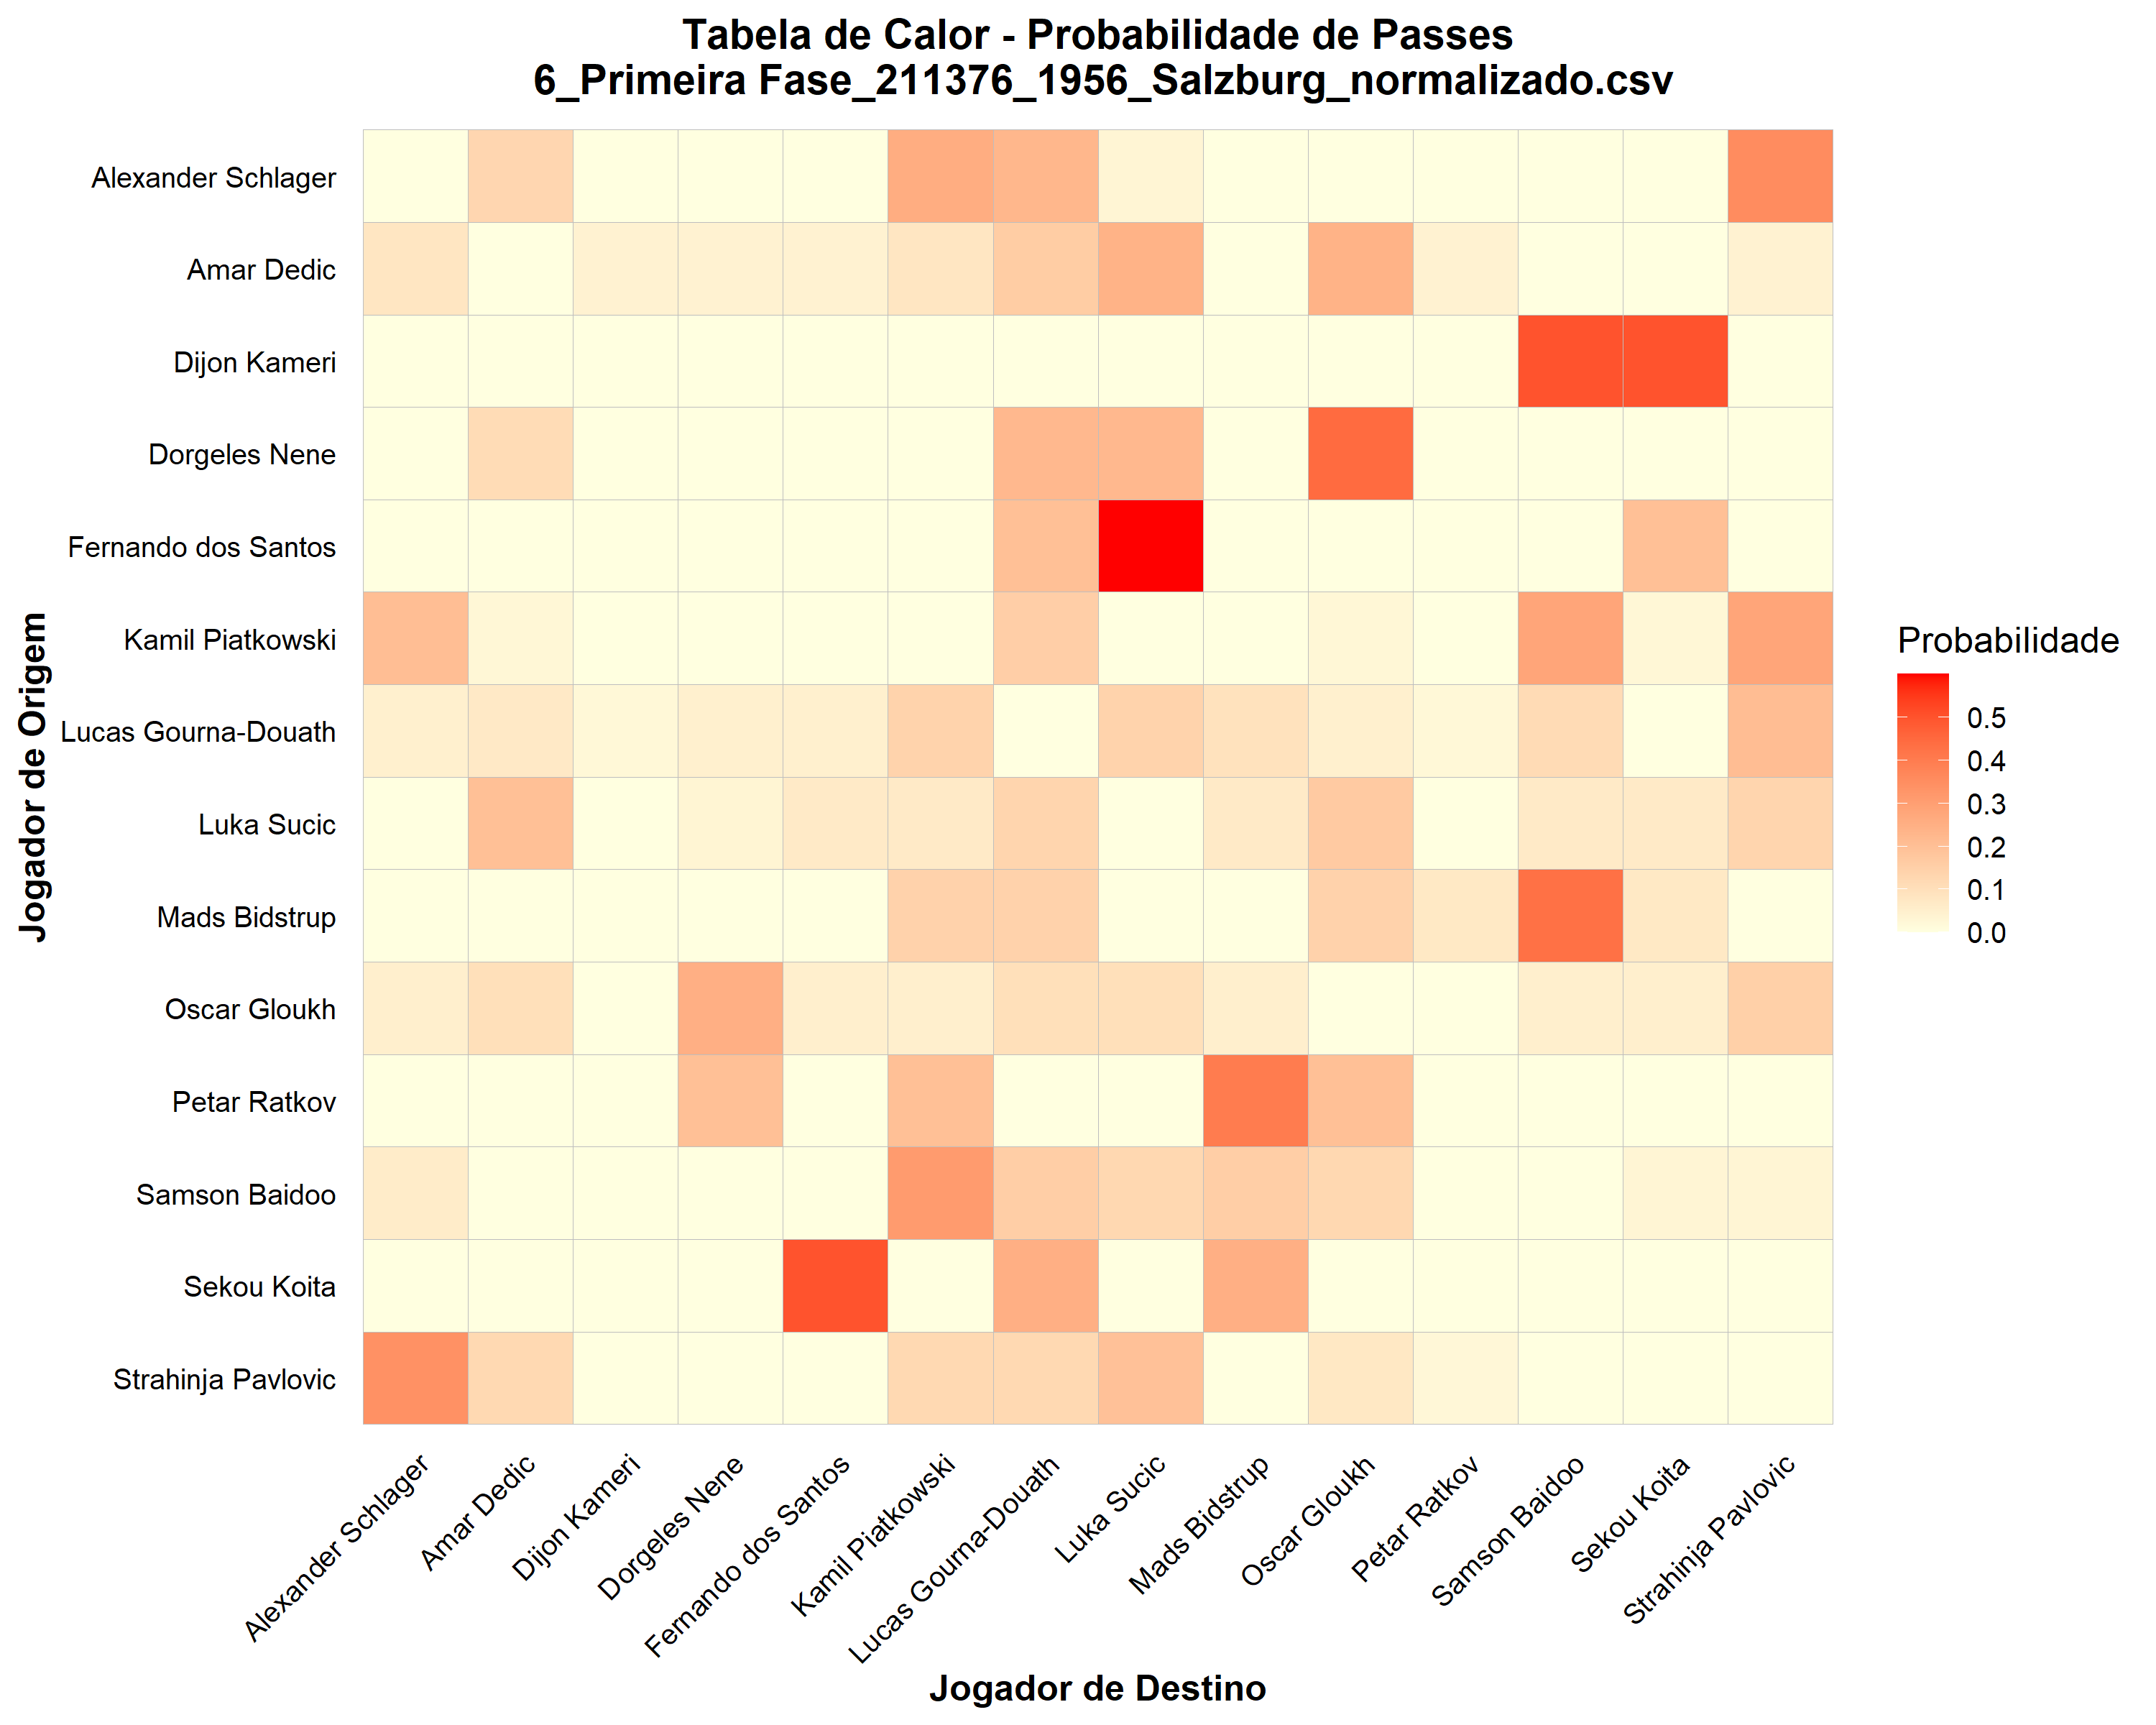 Tabela de Calor - Probabilidade de Passes
6_Primeira Fase_211376_1956_Salzburg_normalizado.csv
Jogador de Origem
Alexander Schlager
Amar Dedic
Dijon Kameri
Dorgeles Nene
Fernando dos Santos
Kamil Piatkowski
Lucas Gourna-Douath
Luka Sucic
Mads Bidstrup
Oscar Gloukh
Petar Ratkov
Samson Baidoo
Sekou Koita
Strahinja Pavlovic
Alexander Schlager
Amar Dedic
Dijon Kameri
Dorgeles Nene
Fernando dos Santos
Kamil Piatkowski
Lucas Gourna-Douath
Luka Sucic
Mads Bidstrup
Oscar Gloukh
Petar Ratkov
Samson Baidoo
Sekou Koita
Strahinja Pavlovic
Jogador de Destino
Probabilidade
0.5
0.4
0.3
0.2
0.1
0.0